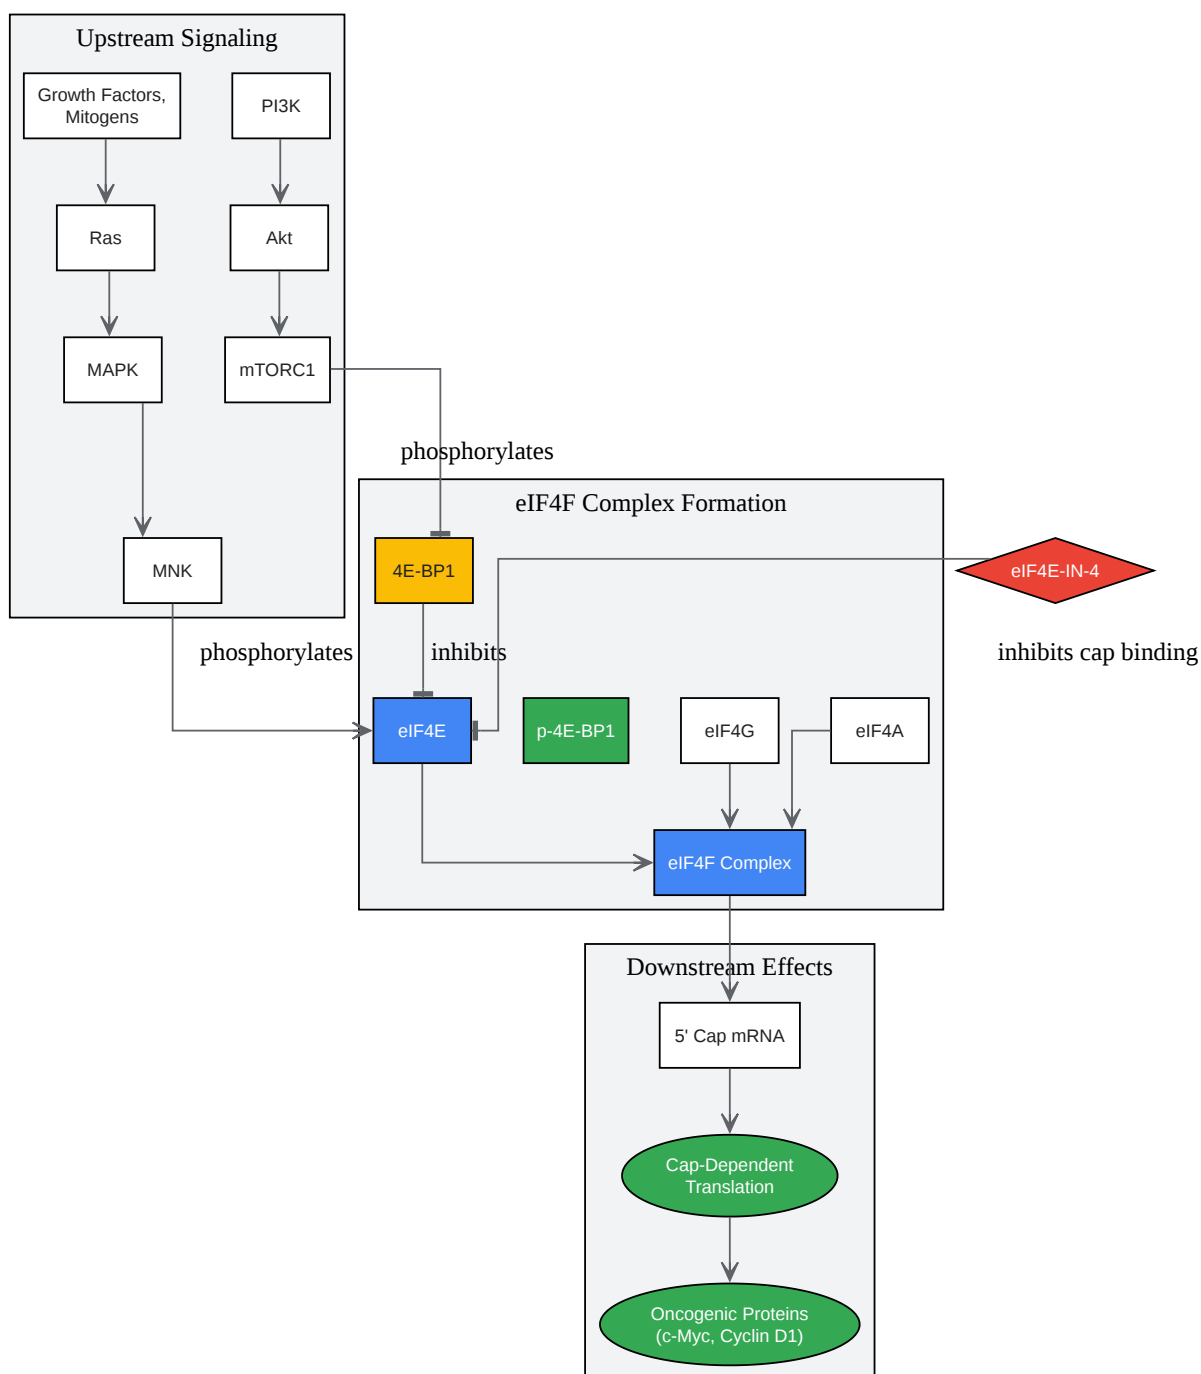 Upstream Signaling
Growth Factors,
Mitogens
PI3K
Ras
Akt
MAPK
mTORC1
phosphorylates
eIF4F Complex Formation
MNK
4E-BP1
eIF4E-IN-4
phosphorylates
inhibits
inhibits cap binding
eIF4E
p-4E-BP1
eIF4G
eIF4A
eIF4F Complex
Downstream Effects
5' Cap mRNA
Cap-Dependent
Translation
Oncogenic Proteins
(c-Myc, Cyclin D1)